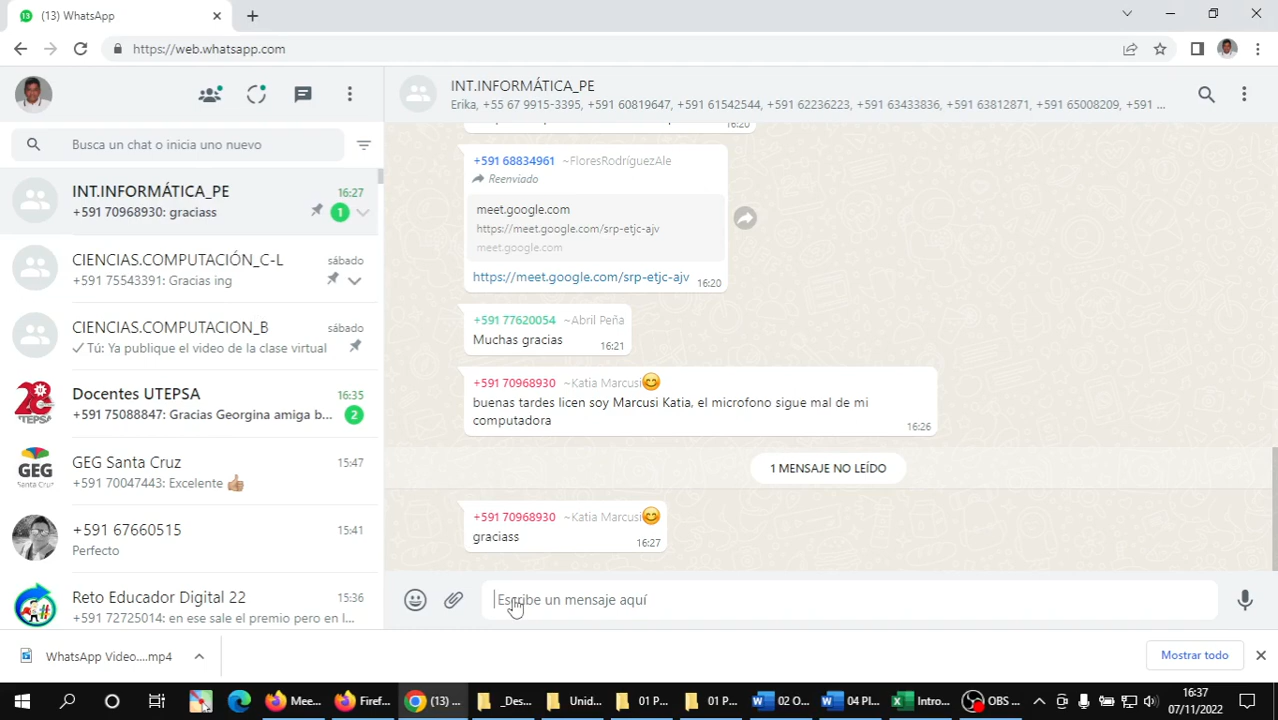 (13) WhatsApp
https://web.whatsapp.com
Busca un chat o inicia uno nuevo
INT.INFORMÁTICA_PE
16:27
+591 70968930: graciass
1
CIENCIAS.COMPUTACIÓN_C-L
sábado
+591 75543391: Gracias ing
CIENCIAS.COMPUTACION_B
sábado
Tú: Ya publique el video de la clase virtual
Docentes UTEPSA
16:35
+591 75088847: Gracias Georgina amiga b...
2
GEG Santa Cruz
15:47
+591 70047443: Excelente
+591 67660515
15:41
Perfecto
Reto Educador Digital 22
15:36
+591 72725014: en ese sale el premio pero en l...
GEG
Santa Cruz
INT.INFORMÁTICA_PE
Erika, +55 67 9915-3395, +591 60819647, +591 61542544, +591 62236223, +591 63433836, +591 63812871, +591 65008209, +591 ...
16:20
+591 68834961 ~FloresRodríguezAle
Reenviado
meet.google.com
https://meet.google.com/srp-etjc-ajv
meet.google.com
https://meet.google.com/srp-etjc-ajv
16:20
+591 77620054 ~Abril Peña
Muchas gracias
16:21
+591 70968930 ~Katia Marcusi
buenas tardes licen soy Marcusi Katia, el microfono sigue mal de mi
computadora
16:26
1 MENSAJE NO LEÍDO
+591 70968930 ~Katia Marcusi
graciass
16:27
Escribe un mensaje aquí
WhatsApp Video....mp4
Mostrar todo
Mee...
Firef...
(13) ...
_Des...
Unid...
01 P...
01 P...
02 O...
04 Pl...
Intro...
OBS ...
16:37
07/11/2022